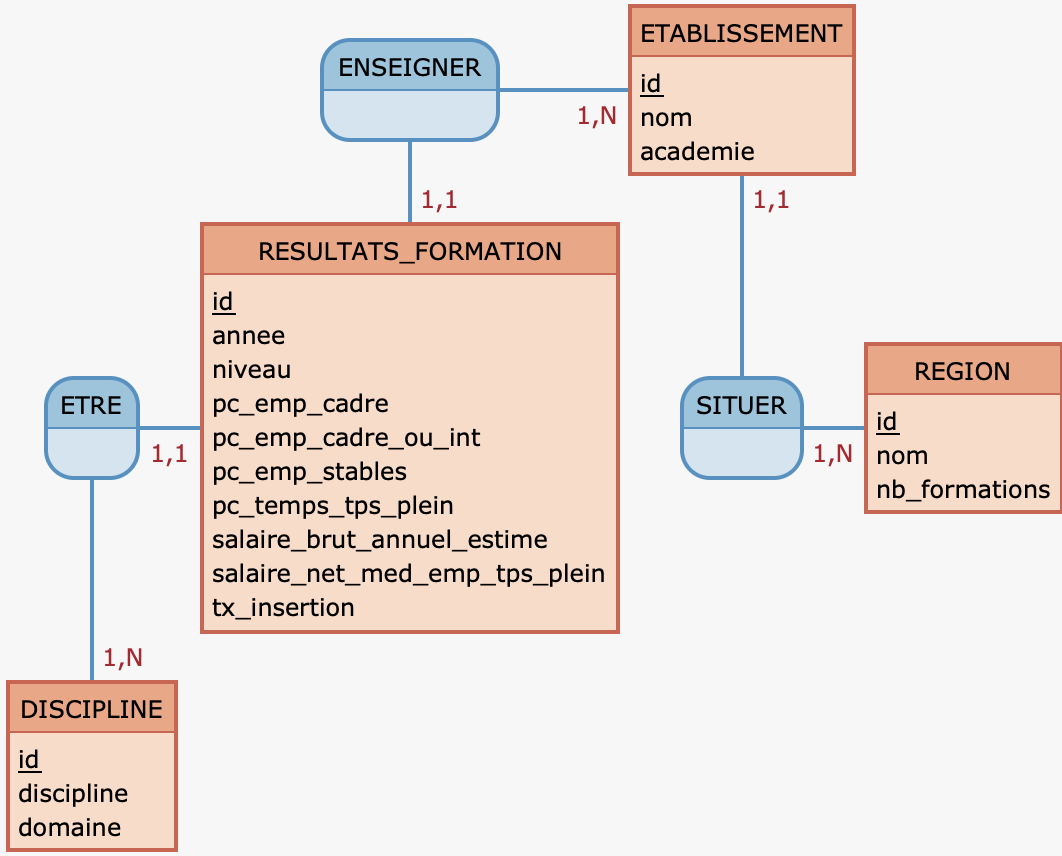 ENSEIGNER
1,N
1,1
ETABLISSEMENT
id
nom
academie
1,1
RESULTATS_FORMATION
id
annee
niveau
pc_emp_cadre
pc_emp_cadre_ou_int
pc_emp_stables
pc_temps_tps_plein
salaire_brut_annuel_estime
salaire_net_med_emp_tps_plein
tx_insertion
ETRE
1,1
1,N
SITUER
1,N
REGION
id
nom
nb_formations
DISCIPLINE
id
discipline
domaine